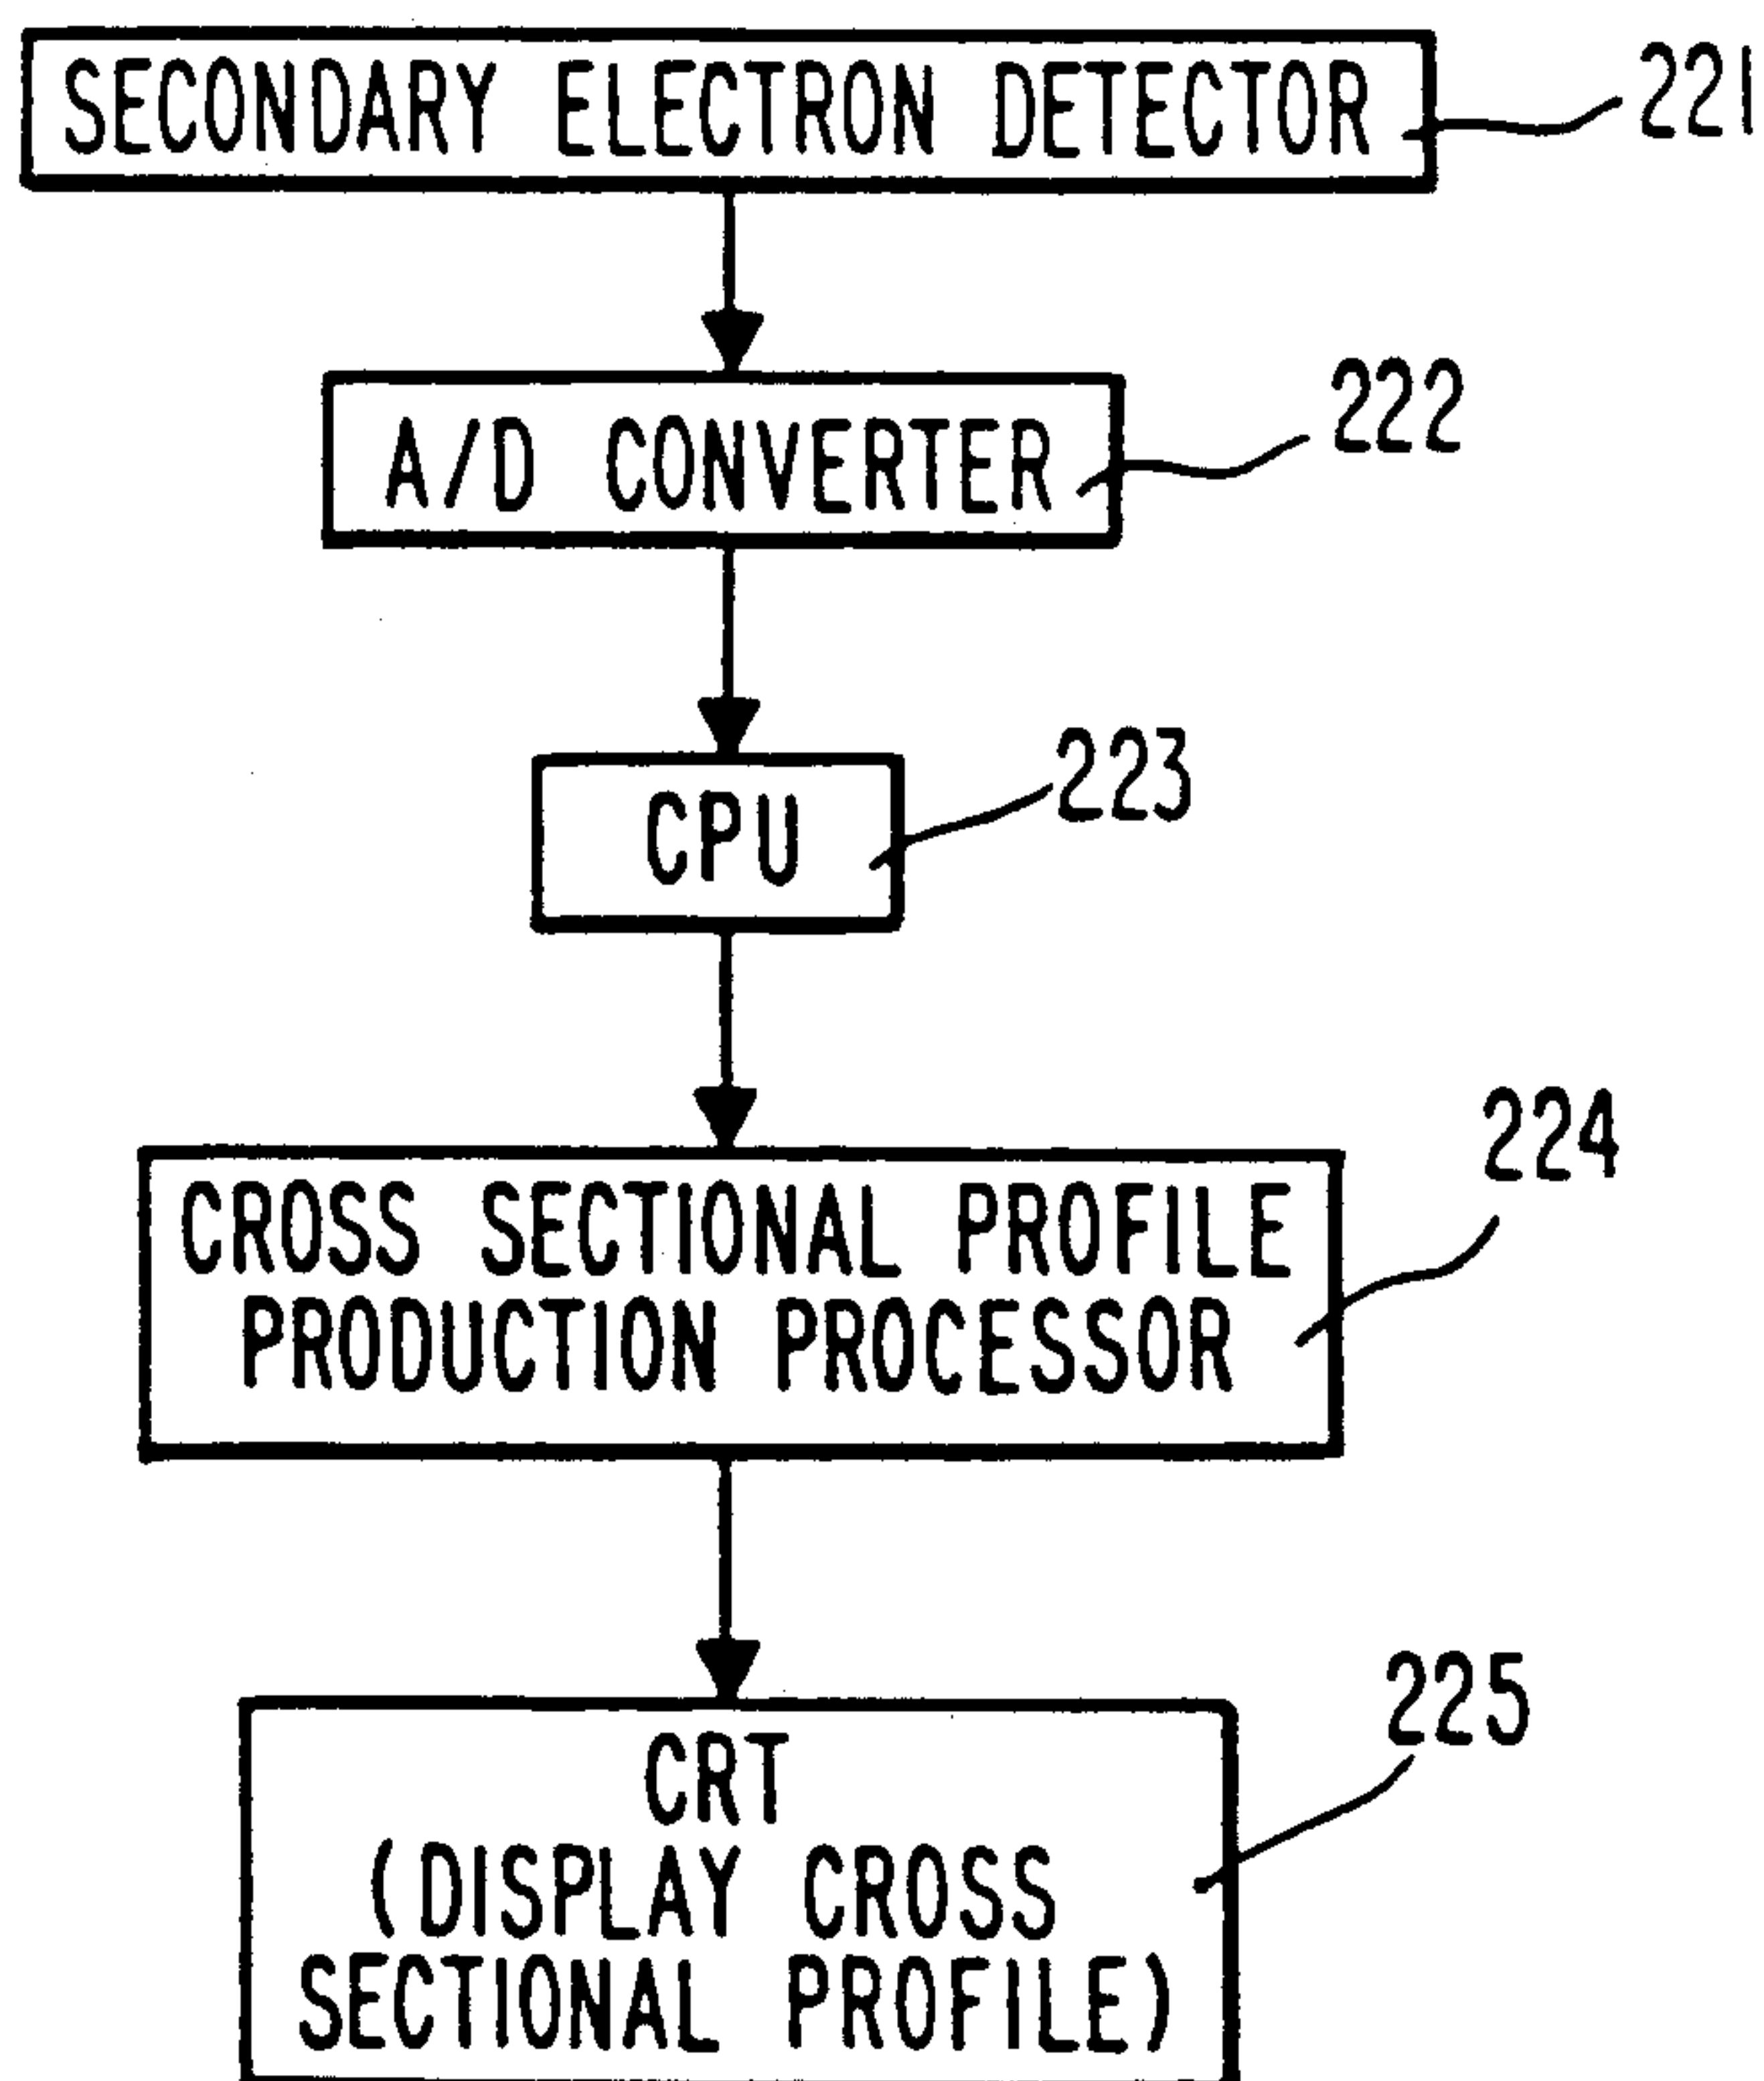 SECONDARY ELECTRON DETECTOR
221
A/D CONVERTER
222
CPU
223
224
CROSS SECTIONAL PROFILE
PRODUCTION PROCESSOR
225
CRT
(DISPLAY CROSS
SECTIONAL PROFILE)